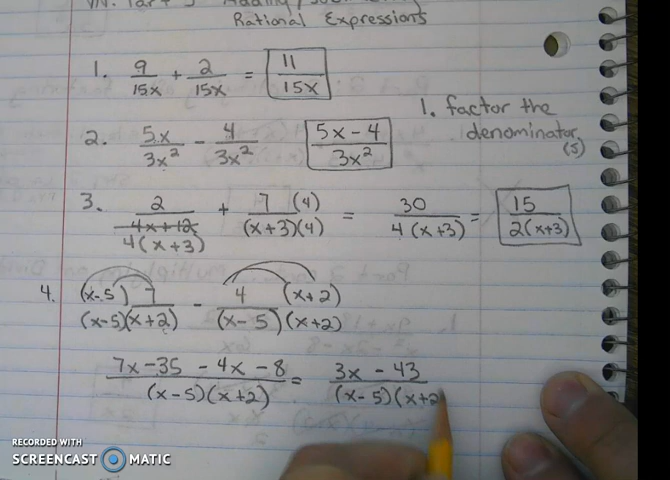 Rational Expressions
1. 9/15x + 2/15x = 11/15x
1. factor the
denominator
(s)
2. 5x/3x² - 4/3x² (5x - 4)/3x²
3. 2/(4x+12) + 7(4)/(x+3)(4) = 30/4(x+3) = 15/2(x+3)
4(x+3)
4. (x-5)7/(x-5)(x+2) - 4(x+2)/(x-5)(x+2)
(7x - 35 - 4x - 8)/(x-5)(x+2) = (3x - 43)/(x-5)(x+2
RECORDED WITH
SCREENCAST MATIC